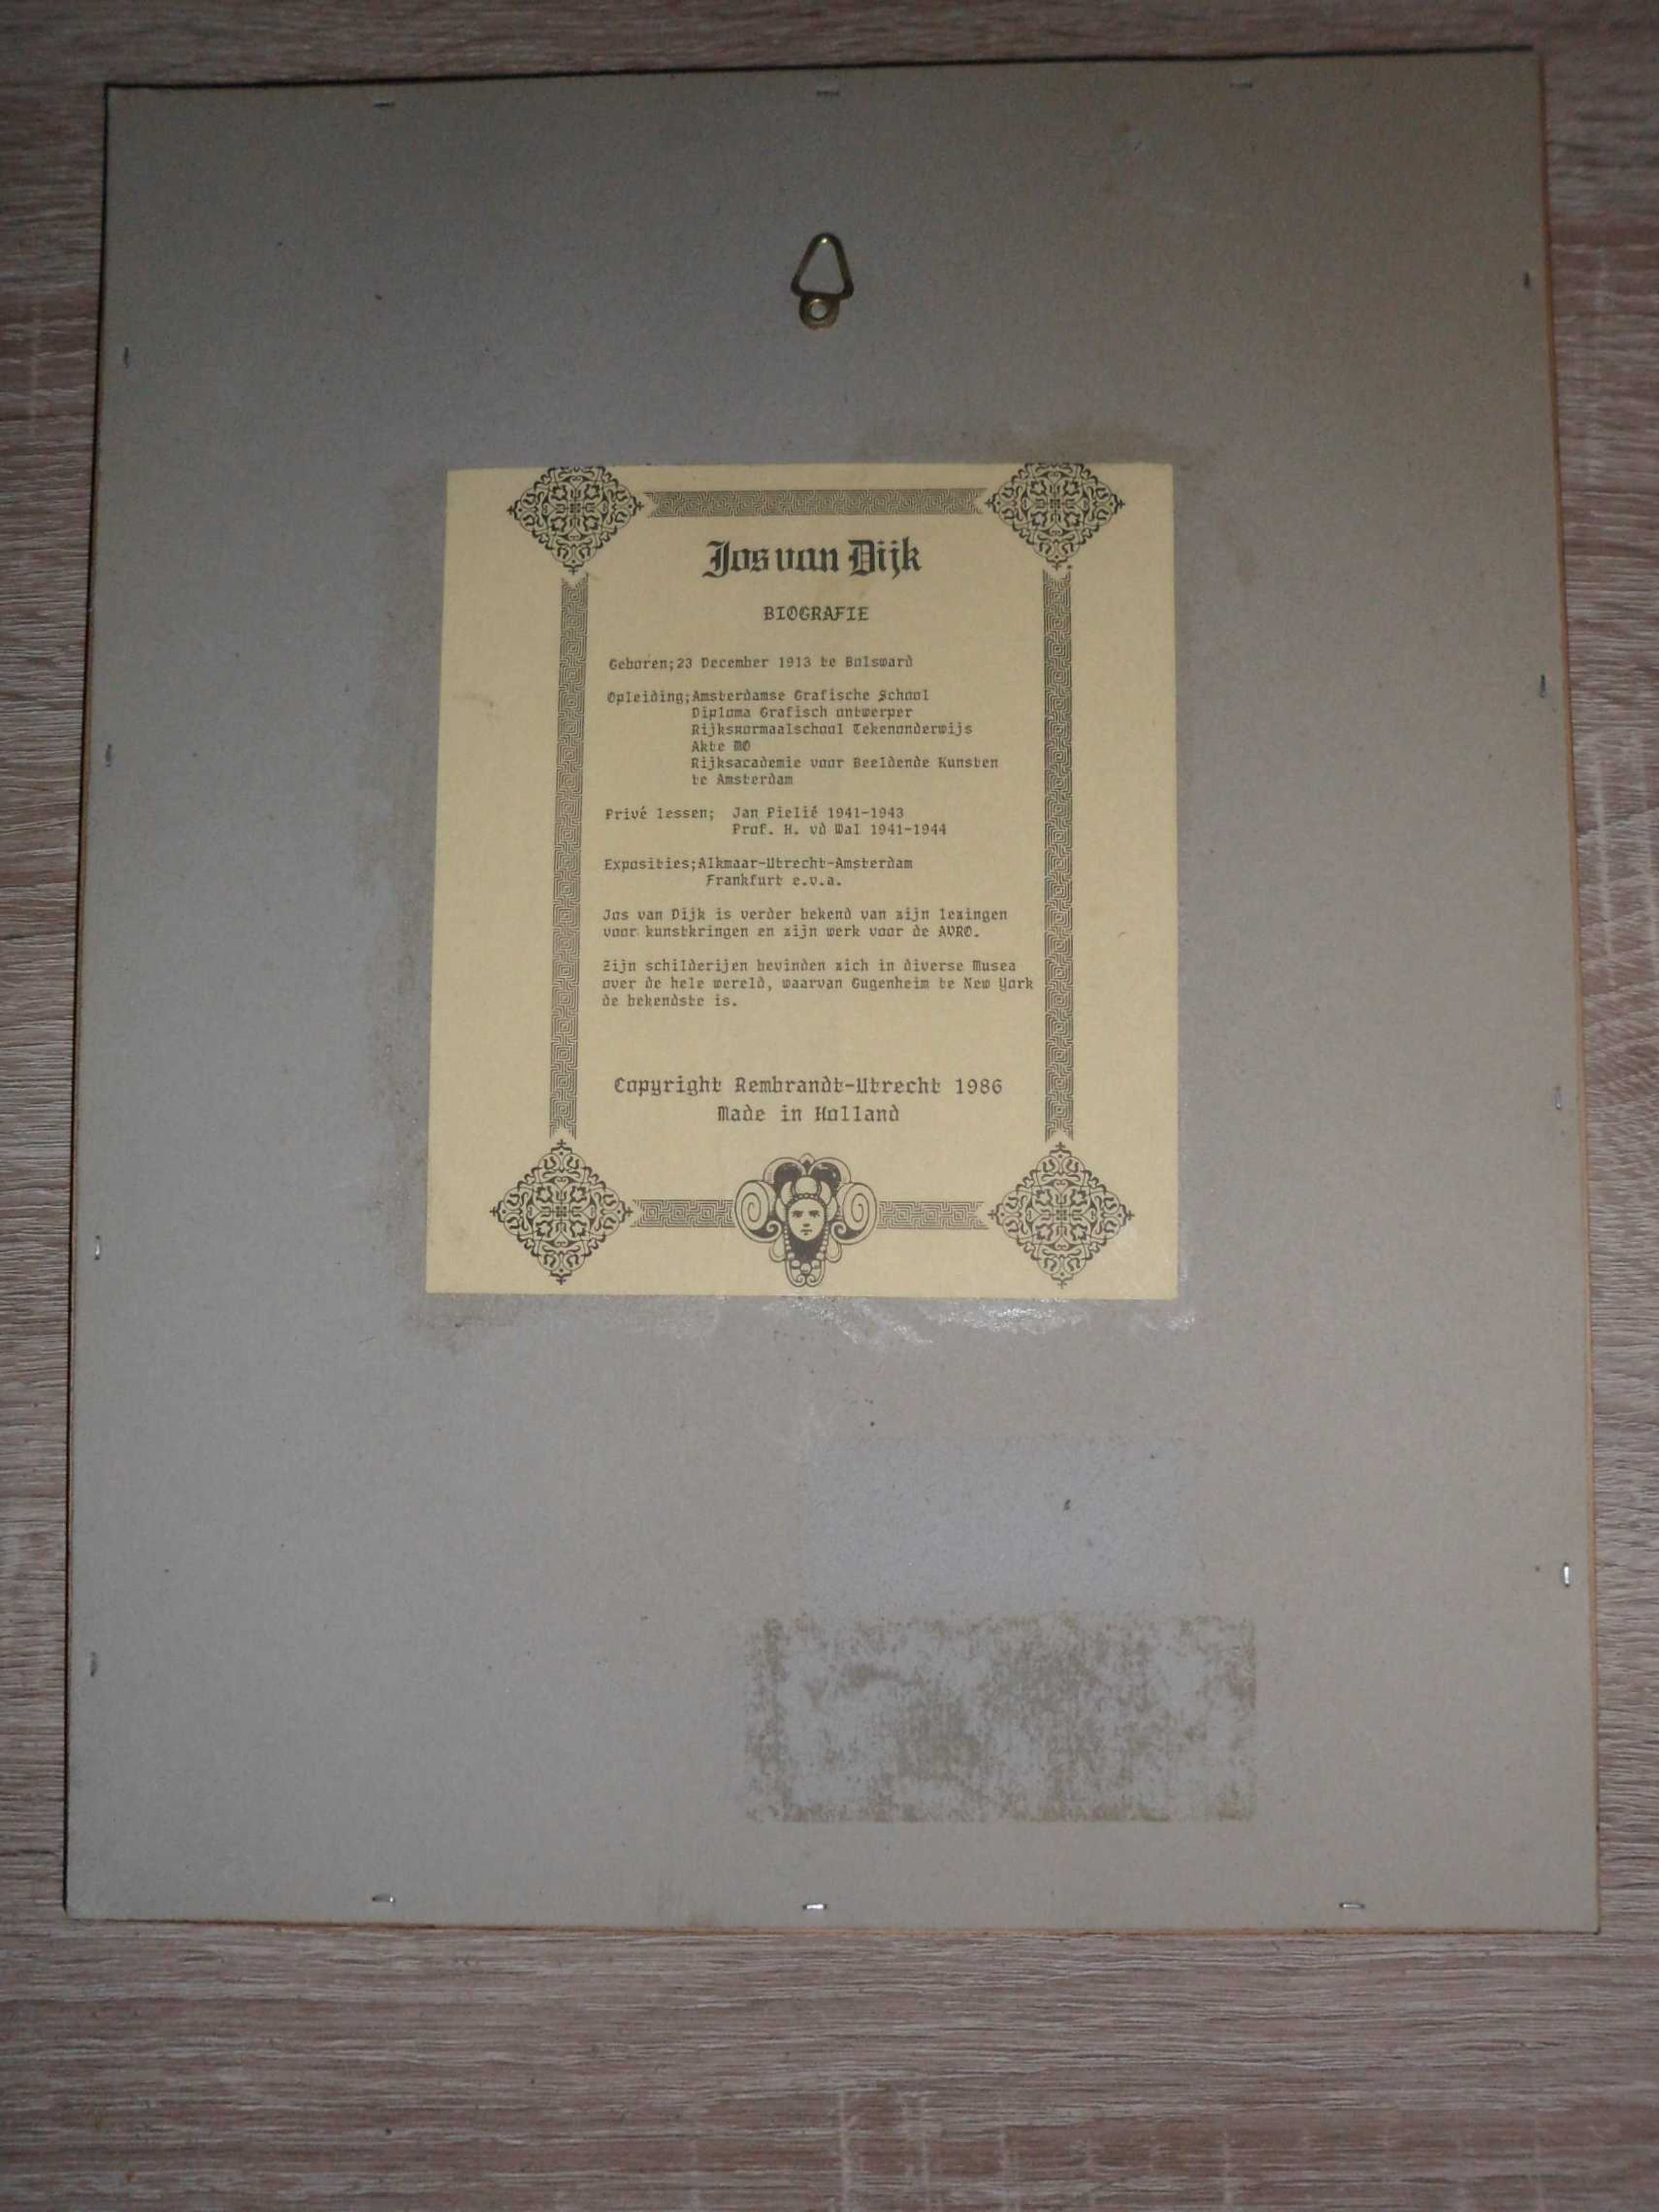 Jos van Dijk
BIOGRAFIE
Geboren;23 December 1913 te Bolsward
Opleiding;Amsterdamse Grafische School
Diploma Grafisch ontwerper
Rijksnormaalschool Tekenonderwijs
Akte MO
Rijksacademie voor Beeldende Kunsten
te Amsterdam
Privé lessen; Jan Pielié 1941-1943
Prof. H. vd Wal 1941-1944
Exposities;Alkmaar-Utrecht-Amsterdam
Frankfurt e.v.a.
Jos van Dijk is verder bekend van zijn lezingen
voor kunstkringen en zijn werk voor de AVRO.
Zijn schilderijen bevinden zich in diverse Musea
over de hele wereld, waarvan Gugenheim te New York
de bekendste is.
Copyright Rembrandt-Utrecht 1986
Made in Holland